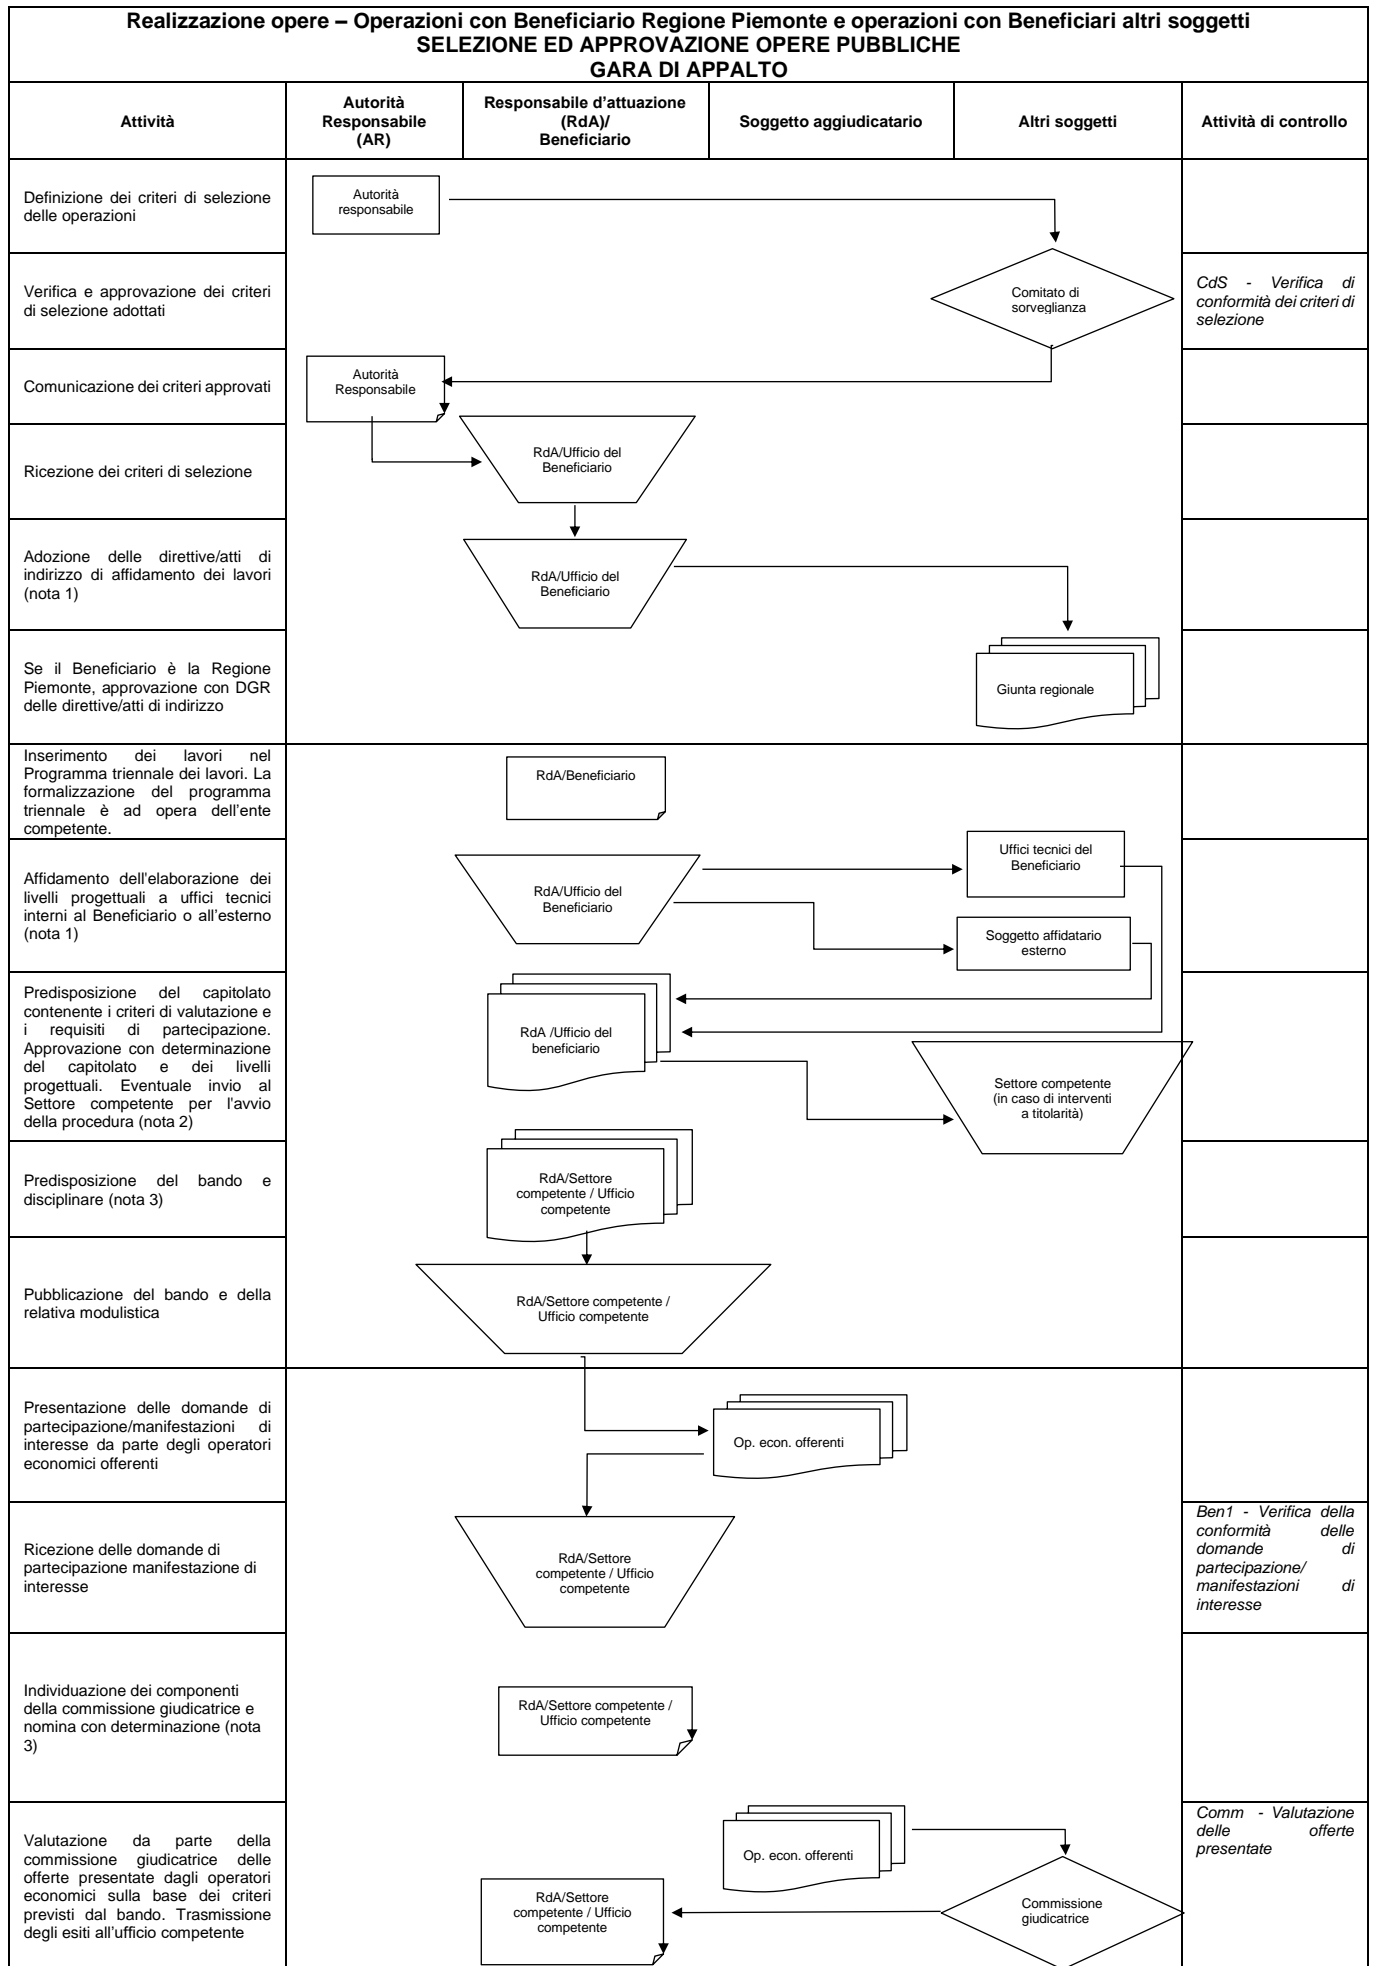 Realizzazione opere – Operazioni con Beneficiario Regione Piemonte e operazioni con Beneficiari altri soggetti
SELEZIONE ED APPROVAZIONE OPERE PUBBLICHE
GARA DI APPALTO
Attività
Autorità
Responsabile
(AR)
Responsabile d'attuazione
(RdA)/
Beneficiario
Soggetto aggiudicatario
Altri soggetti
Attività di controllo
Definizione dei criteri di selezione
delle operazioni
Autorità
responsabile
Verifica e approvazione dei criteri
di selezione adottati
Comitato di
sorveglianza
CdS - Verifica di
conformità dei criteri di
selezione
Comunicazione dei criteri approvati
Autorità
Responsabile
Ricezione dei criteri di selezione
RdA/Ufficio del
Beneficiario
Adozione delle direttive/atti di
indirizzo di affidamento dei lavori
(nota 1)
RdA/Ufficio del
Beneficiario
Se il Beneficiario è la Regione
Piemonte, approvazione con DGR
delle direttive/atti di indirizzo
Giunta regionale
Inserimento dei lavori nel
Programma triennale dei lavori. La
formalizzazione del programma
triennale è ad opera dell'ente
competente.
RdA/Beneficiario
Affidamento dell'elaborazione dei
livelli progettuali a uffici tecnici
interni al Beneficiario o all'esterno
(nota 1)
RdA/Ufficio del
Beneficiario
Uffici tecnici del
Beneficiario
Soggetto affidatario
esterno
Predisposizione del capitolato
contenente i criteri di valutazione e
i requisiti di partecipazione.
Approvazione con determinazione
del capitolato e dei livelli
progettuali. Eventuale invio al
Settore competente per l'avvio
della procedura (nota 2)
RdA /Ufficio del
beneficiario
Settore competente
(in caso di interventi
a titolarità)
Predisposizione del bando e
disciplinare (nota 3)
RdA/Settore
competente / Ufficio
competente
Pubblicazione del bando e della
relativa modulistica
RdA/Settore competente /
Ufficio competente
Presentazione delle domande di
partecipazione/manifestazioni di
interesse da parte degli operatori
economici offerenti
Op. econ. offerenti
Ricezione delle domande di
partecipazione manifestazione di
interesse
RdA/Settore
competente / Ufficio
competente
Ben1 - Verifica della
conformità delle
domande di
partecipazione/
manifestazioni di
interesse
Individuazione dei componenti
della commissione giudicatrice e
nomina con determinazione (nota
3)
RdA/Settore competente /
Ufficio competente
Valutazione da parte della
commissione giudicatrice delle
offerte presentate dagli operatori
economici sulla base dei criteri
previsti dal bando. Trasmissione
degli esiti all'ufficio competente
Op. econ. offerenti
RdA/Settore
competente / Ufficio
competente
Commissione
giudicatrice
Comm - Valutazione
delle offerte
presentate